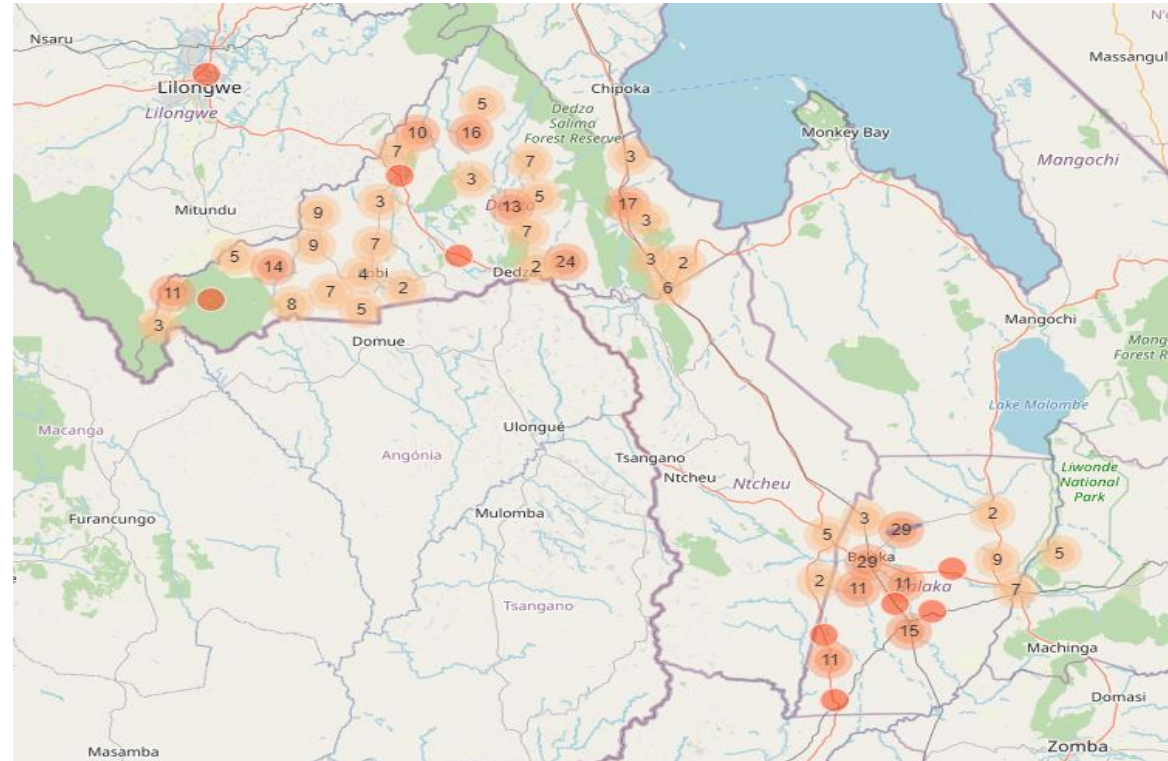 Nsaru
N'
Massangul
Lilongwe
Lilongwe
Chipoka
5
Dedza
Salima
Forest Reserve
10
16
Monkey Bay
7
7
3
Mangochi
3
5
3
17
13
9
3
Mitundu
7
9
7
5
14
3
2
4
Dedza
2
24
11
2
6
8
7
5
3
Mangochi
Domue
Lake Malombe
Macanga
Ulongué
Angónia
Tsangano
Ntcheu
Ntcheu
Liwonde
National
Park
Furancungo
Mulomba
3
2
5
29
29
9
5
2
11
11
7
Balaka
Tsangano
15
11
Machinga
Domasi
Masamba
Zomba